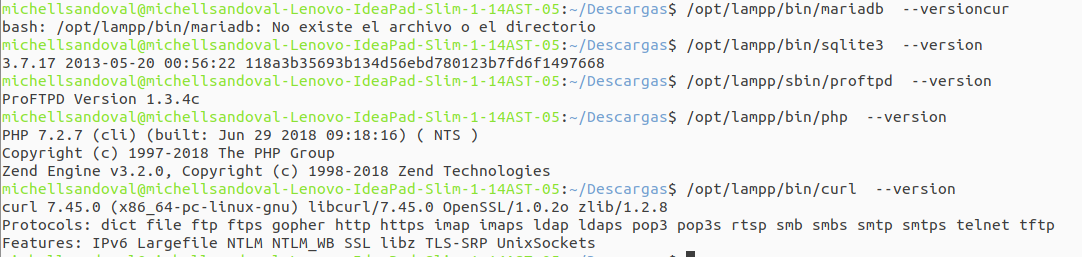 michellsandoval@michellsandoval-Lenovo-IdeaPad-Slim-1-14AST-05:~/Descargas$ /opt/lampp/bin/mariadb  --versioncur
bash: /opt/lampp/bin/mariadb: No existe el archivo o el directorio
michellsandoval@michellsandoval-Lenovo-IdeaPad-Slim-1-14AST-05:~/Descargas$ /opt/lampp/bin/sqlite3  --version
3.7.17 2013-05-20 00:56:22 118a3b35693b134d56ebd780123b7fd6f1497668
michellsandoval@michellsandoval-Lenovo-IdeaPad-Slim-1-14AST-05:~/Descargas$ /opt/lampp/sbin/proftpd  --version
ProFTPD Version 1.3.4c
michellsandoval@michellsandoval-Lenovo-IdeaPad-Slim-1-14AST-05:~/Descargas$ /opt/lampp/bin/php  --version
PHP 7.2.7 (cli) (built: Jun 29 2018 09:18:16) ( NTS )
Copyright (c) 1997-2018 The PHP Group
Zend Engine v3.2.0, Copyright (c) 1998-2018 Zend Technologies
michellsandoval@michellsandoval-Lenovo-IdeaPad-Slim-1-14AST-05:~/Descargas$ /opt/lampp/bin/curl  --version
curl 7.45.0 (x86_64-pc-linux-gnu) libcurl/7.45.0 OpenSSL/1.0.2o zlib/1.2.8
Protocols: dict file ftp ftps gopher http https imap imaps ldap ldaps pop3 pop3s rtsp smb smbs smtp smtps telnet tftp
Features: IPv6 Largefile NTLM NTLM_WB SSL libz TLS-SRP UnixSockets